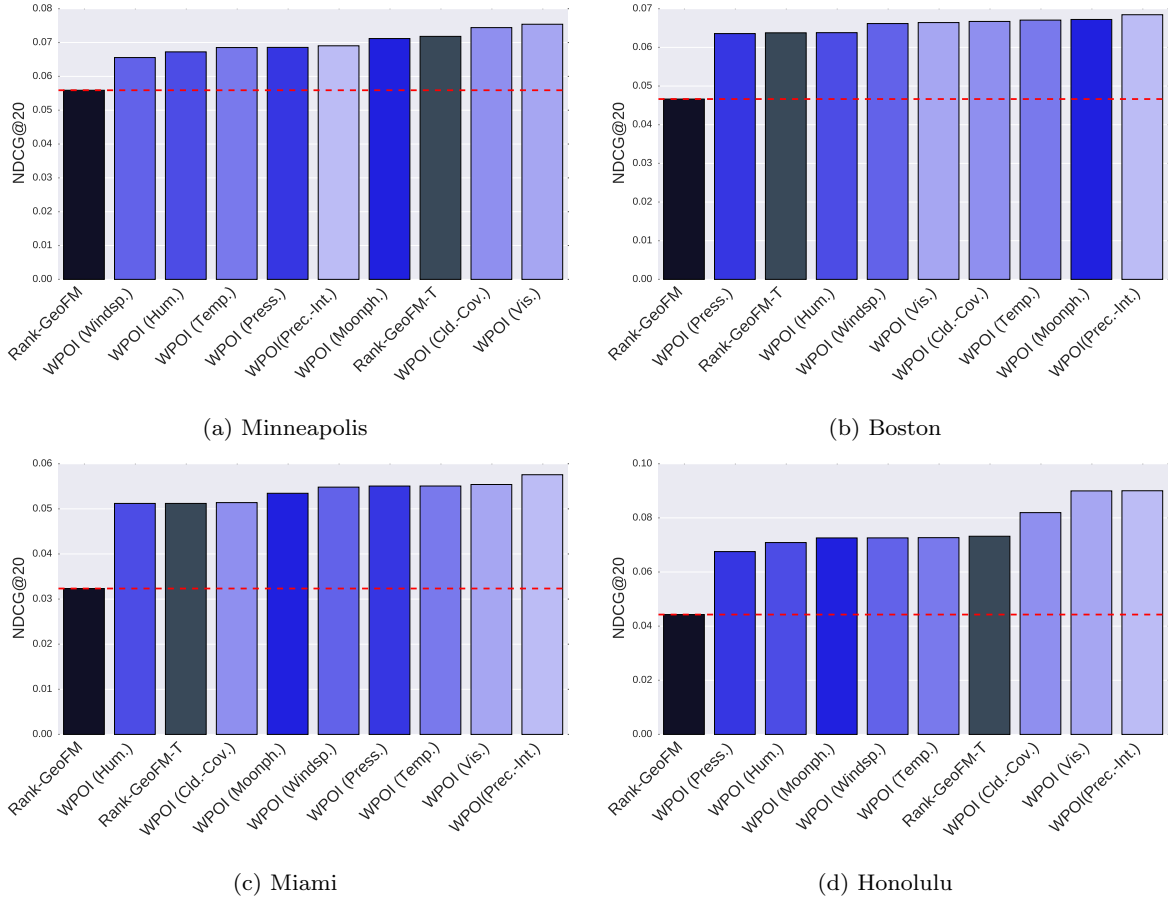 0.08
0.07
0.06
0.05
0.04
0.03
0.02
0.01
0.00
NDCG@20
Rank-GeoFM
WPOI (Windsp.)
WPOI (Hum.)
WPOI (Temp.)
WPOI (Press.)
WPOI(Prec.-Int.)
WPOI (Moonph.)
Rank-GeoFM-T
WPOI (Cld.-Cov.)
WPOI (Vis.)
(a) Minneapolis
0.07
0.06
0.05
0.04
0.03
0.02
0.01
0.00
NDCG@20
Rank-GeoFM
WPOI (Press.)
Rank-GeoFM-T
WPOI (Hum.)
WPOI (Windsp.)
WPOI (Vis.)
WPOI (Cld.-Cov.)
WPOI (Temp.)
WPOI (Moonph.)
WPOI(Prec.-Int.)
(b) Boston
0.06
0.05
0.04
0.03
0.02
0.01
0.00
NDCG@20
Rank-GeoFM
WPOI (Hum.)
Rank-GeoFM-T
WPOI (Cld.-Cov.)
WPOI (Moonph.)
WPOI (Windsp.)
WPOI (Press.)
WPOI (Temp.)
WPOI (Vis.)
WPOI(Prec.-Int.)
(c) Miami
0.10
0.08
0.06
0.04
0.02
0.00
NDCG@20
Rank-GeoFM
WPOI (Press.)
WPOI (Hum.)
WPOI (Moonph.)
WPOI (Windsp.)
WPOI (Temp.)
Rank-GeoFM-T
WPOI (Cld.-Cov.)
WPOI (Vis.)
WPOI(Prec.-Int.)
(d) Honolulu